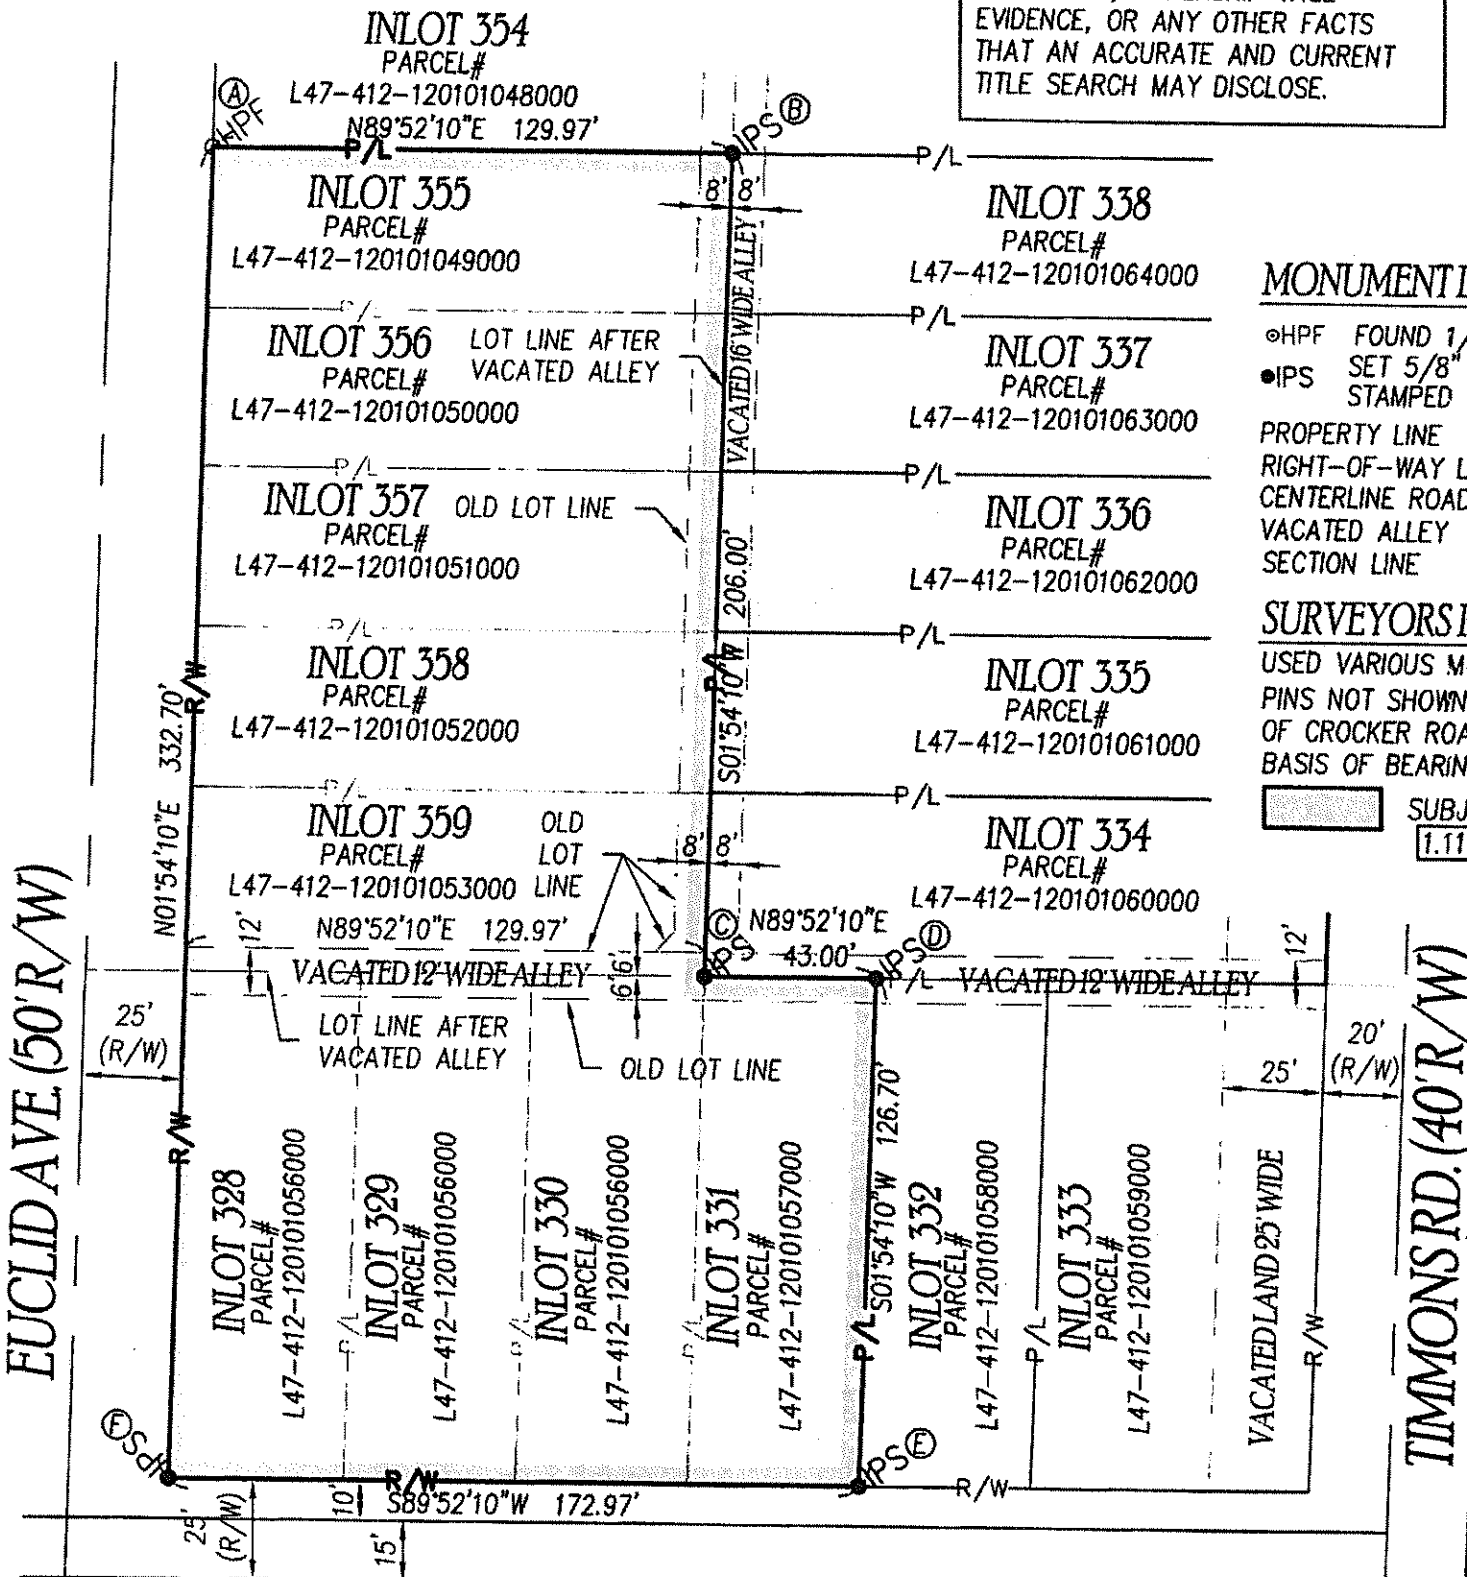 EVIDENCE, OR ANY OTHER FACTS
THAT AN ACCURATE AND CURRENT
TITLE SEARCH MAY DISCLOSE.
INLOT 354
PARCEL#
L47-412-120101048000
A
HPF
N89°52'10"E 129.97'
P/L
IPS
B
P/L
INLOT 355
PARCEL#
L47-412-120101049000
8' 8'
VACATED 16' WIDE ALLEY
INLOT 338
PARCEL#
L47-412-120101064000
P/L
P/L
INLOT 356
PARCEL#
L47-412-120101050000
LOT LINE AFTER
VACATED ALLEY
INLOT 337
PARCEL#
L47-412-120101063000
P/L
P/L
INLOT 357
PARCEL#
L47-412-120101051000
OLD LOT LINE
INLOT 336
PARCEL#
L47-412-120101062000
P/L
P/L
S01°54'10"W 206.00'
P/L
INLOT 358
PARCEL#
L47-412-120101052000
INLOT 335
PARCEL#
L47-412-120101061000
P/L
P/L
INLOT 359
PARCEL#
L47-412-120101053000
OLD
LOT
LINE
8' 8'
INLOT 334
PARCEL#
L47-412-120101060000
MONUMENT
HPF FOUND 1/
IPS SET 5/8"
STAMPED
PROPERTY LINE
RIGHT-OF-WAY L
CENTERLINE ROAD
VACATED ALLEY
SECTION LINE
SURVEYORS
USED VARIOUS M
PINS NOT SHOWN
OF CROCKER ROA
BASIS OF BEARIN
SUBJ
1.11
EUCLID AVE. (50' R/W)
N01°54'10"E 332.70'
R/W
R/W
12'
N89°52'10"E 129.97'
VACATED 12' WIDE ALLEY
6' 6'
C
IPS
N89°52'10"E
43.00'
IPS
D
P/L
VACATED 12' WIDE ALLEY
12'
25'
(R/W)
LOT LINE AFTER
VACATED ALLEY
OLD LOT LINE
25'
20'
(R/W)
TIMMONS RD. (40' R/W)
INLOT 328
PARCEL#
L47-412-120101056000
P/L
INLOT 329
PARCEL#
L47-412-120101056000
P/L
INLOT 330
PARCEL#
L47-412-120101056000
P/L
INLOT 331
PARCEL#
L47-412-120101057000
S01°54'10"W 126.70'
P/L
INLOT 332
PARCEL#
L47-412-120101058000
P/L
INLOT 333
PARCEL#
L47-412-120101059000
VACATED LAND 25' WIDE
R/W
F
IPS
R/W
IPS
E
R/W
S89°52'10"W 172.97'
25'
(R/W)
10'
15'